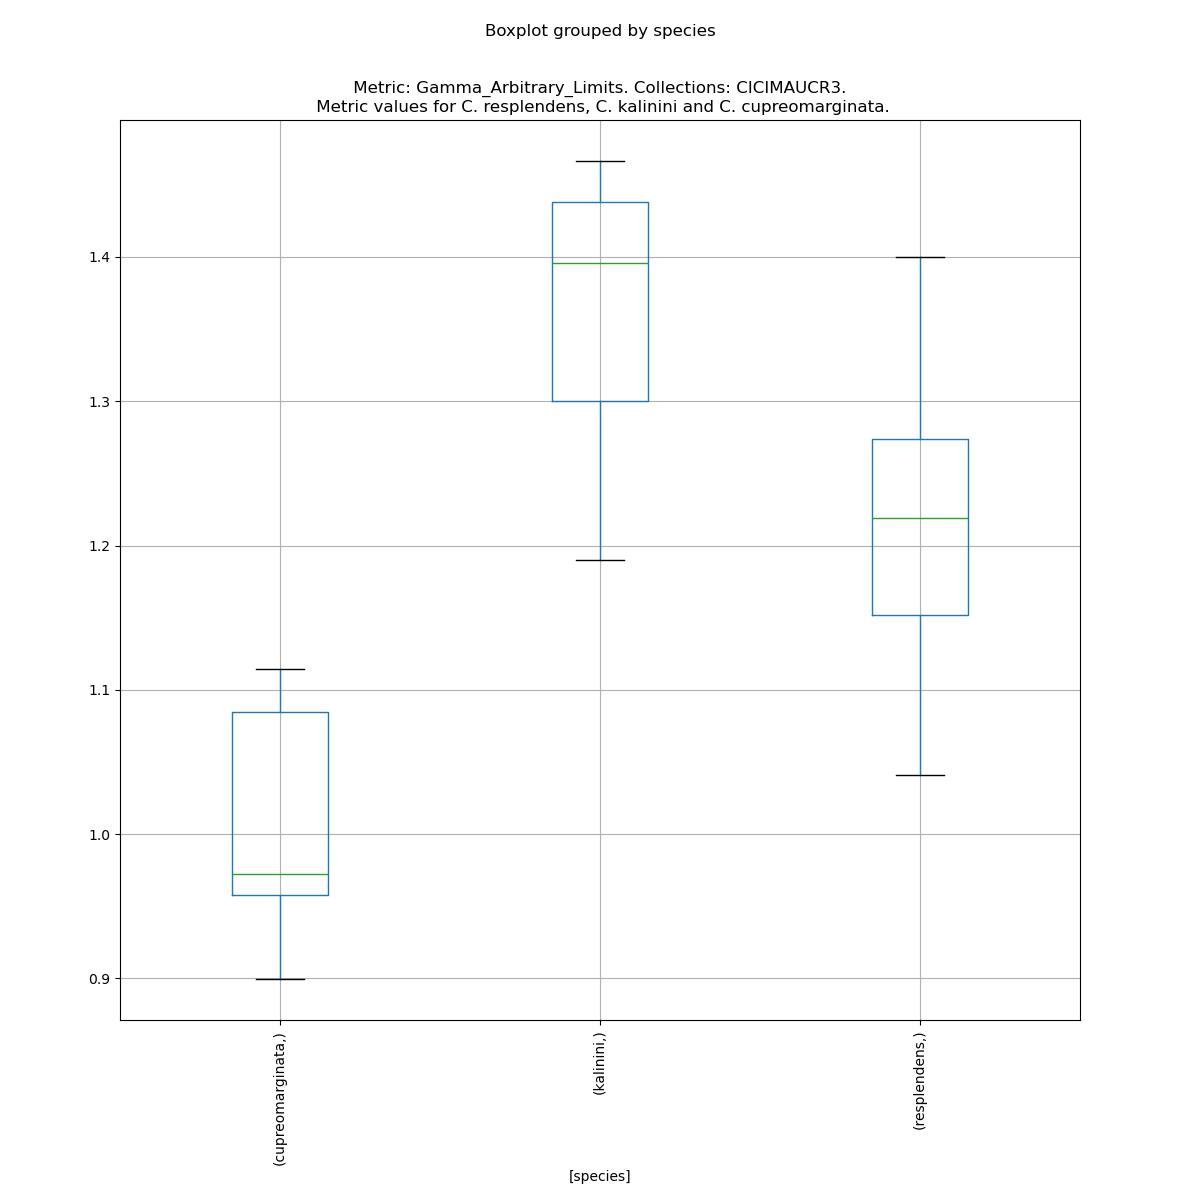 Boxplot grouped by species
Metric: Gamma_Arbitrary_Limits. Collections: CICIMAUCR3.
Metric values for C. resplendens, C. kalinini and C. cupreomarginata.
1.4
1.3
1.2
1.1
1.0
0.9
(cupreomarginata,)
(kalinini,)
(resplendens,)
[species]